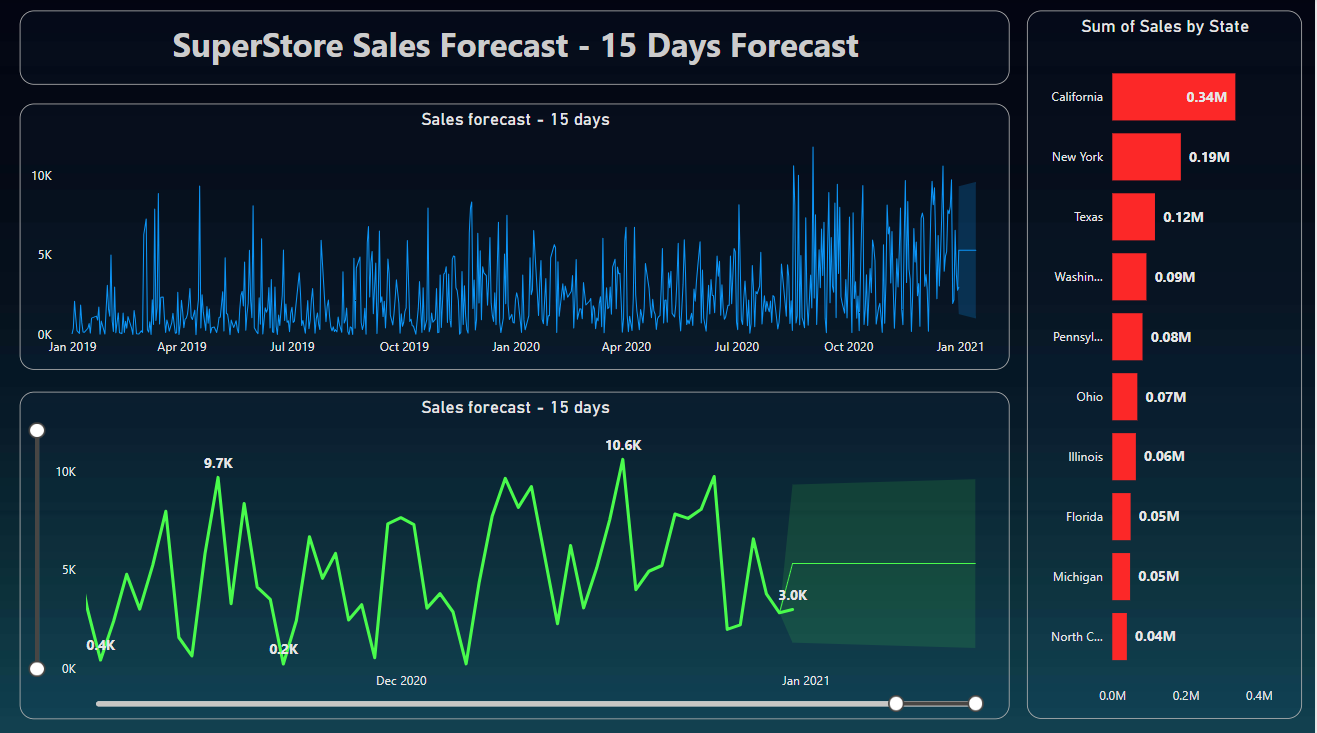 SuperStore Sales Forecast - 15 Days Forecast
Sales forecast - 15 days
10K
5K
0K
Jan 2019 Apr 2019 Jul 2019 Oct 2019 Jan 2020 Apr 2020 Jul 2020 Oct 2020 Jan 2021
Sales forecast - 15 days
10.6K
9.7K
10K
5K
3.0K
0.4K
0.2K
0K
Dec 2020 Jan 2021
Sum of Sales by State
California 0.34M
New York 0.19M
Texas 0.12M
Washin... 0.09M
Pennsyl... 0.08M
Ohio 0.07M
Illinois 0.06M
Florida 0.05M
Michigan 0.05M
North C... 0.04M
0.0M 0.2M 0.4M